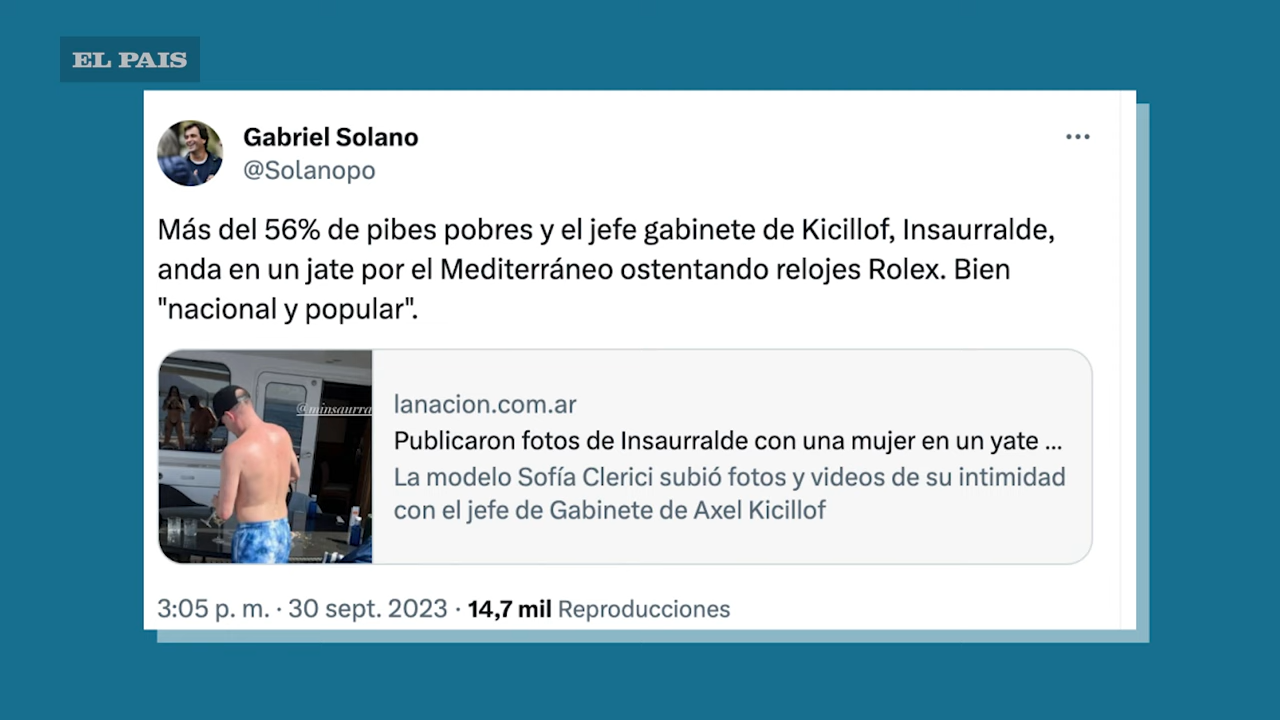 EL PAIS
Gabriel Solano
@Solanopo
Más del 56% de pibes pobres y el jefe gabinete de Kicillof, Insaurralde,
anda en un jate por el Mediterráneo ostentando relojes Rolex. Bien
"nacional y popular".
@minsaurra
lanacion.com.ar
Publicaron fotos de Insaurralde con una mujer en un yate ...
La modelo Sofía Clerici subió fotos y videos de su intimidad
con el jefe de Gabinete de Axel Kicillof
3:05 p. m. · 30 sept. 2023 · 14,7 mil Reproducciones